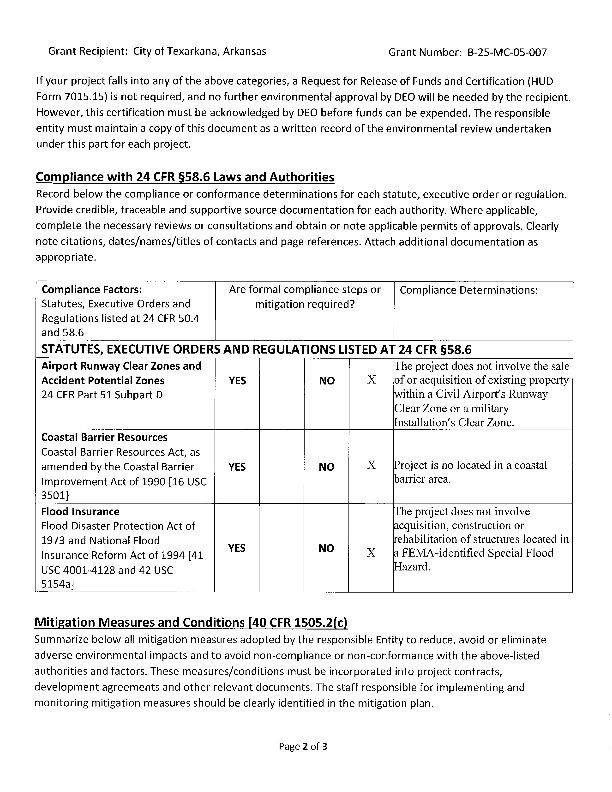 Grant Recipient: City of Texarkana, Arkansas Grant Number: B-25-MC-05-007
If your project falls into any of the above categories, a Request for Release of Funds and Certification (HUD
Form 7015.15) is not required, and no further environmental approval by DEO will be needed by the recipient.
However, this certification must be acknowledged by DEO before funds can be expended. The responsible
entity must maintain a copy of this document as a written record of the environmental review undertaken
under this part for each project.
Compliance with 24 CFR §58.6 Laws and Authorities
Record below the compliance or conformance determinations for each statute, executive order or regulation.
Provide credible, traceable and supportive source documentation for each authority. Where applicable,
complete the necessary reviews or consultations and obtain or note applicable permits of approvals. Clearly
note citations, dates/names/titles of contacts and page references. Attach additional documentation as
appropriate.
Compliance Factors:
Statutes, Executive Orders and
Regulations listed at 24 CFR 50.4
and 58.6
Are formal compliance steps or
mitigation required?
Compliance Determinations:
STATUTES, EXECUTIVE ORDERS AND REGULATIONS LISTED AT 24 CFR §58.6
Airport Runway Clear Zones and
Accident Potential Zones
24 CFR Part 51 Subpart D
YES NO X
The project does not involve the sale
of or acquisition of existing property
within a Civil Airport's Runway
Clear Zone or a military
Installation's Clear Zone.
Coastal Barrier Resources
Coastal Barrier Resources Act, as
amended by the Coastal Barrier
Improvement Act of 1990 [16 USC
3501]
YES NO X
Project is no located in a coastal
barrier area.
Flood Insurance
Flood Disaster Protection Act of
1973 and National Flood
Insurance Reform Act of 1994 [41
USC 4001-4128 and 42 USC
5154a]
YES NO X
The project does not involve
acquisition, construction or
rehabilitation of structures located in
a FEMA-identified Special Flood
Hazard.
Mitigation Measures and Conditions [40 CFR 1505.2(c)
Summarize below all mitigation measures adopted by the responsible Entity to reduce, avoid or eliminate
adverse environmental impacts and to avoid non-compliance or non-conformance with the above-listed
authorities and factors. These measures/conditions must be incorporated into project contracts,
development agreements and other relevant documents. The staff responsible for implementing and
monitoring mitigation measures should be clearly identified in the mitigation plan.
Page 2 of 3